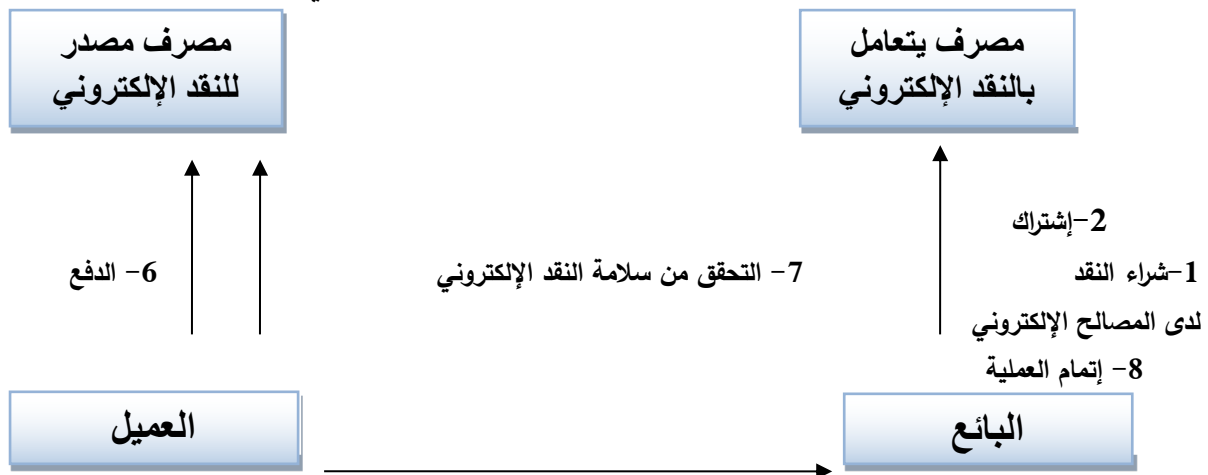 مصرف يتعامل
بالنقد الإلكتروني
مصرف مصدر
للنقد الإلكتروني
2-إشتراك
1-شراء النقد
لدى المصالح الإلكتروني
8- إتمام العملية
7- التحقق من سلامة النقد الإلكتروني
6- الدفع
البائع
العميل